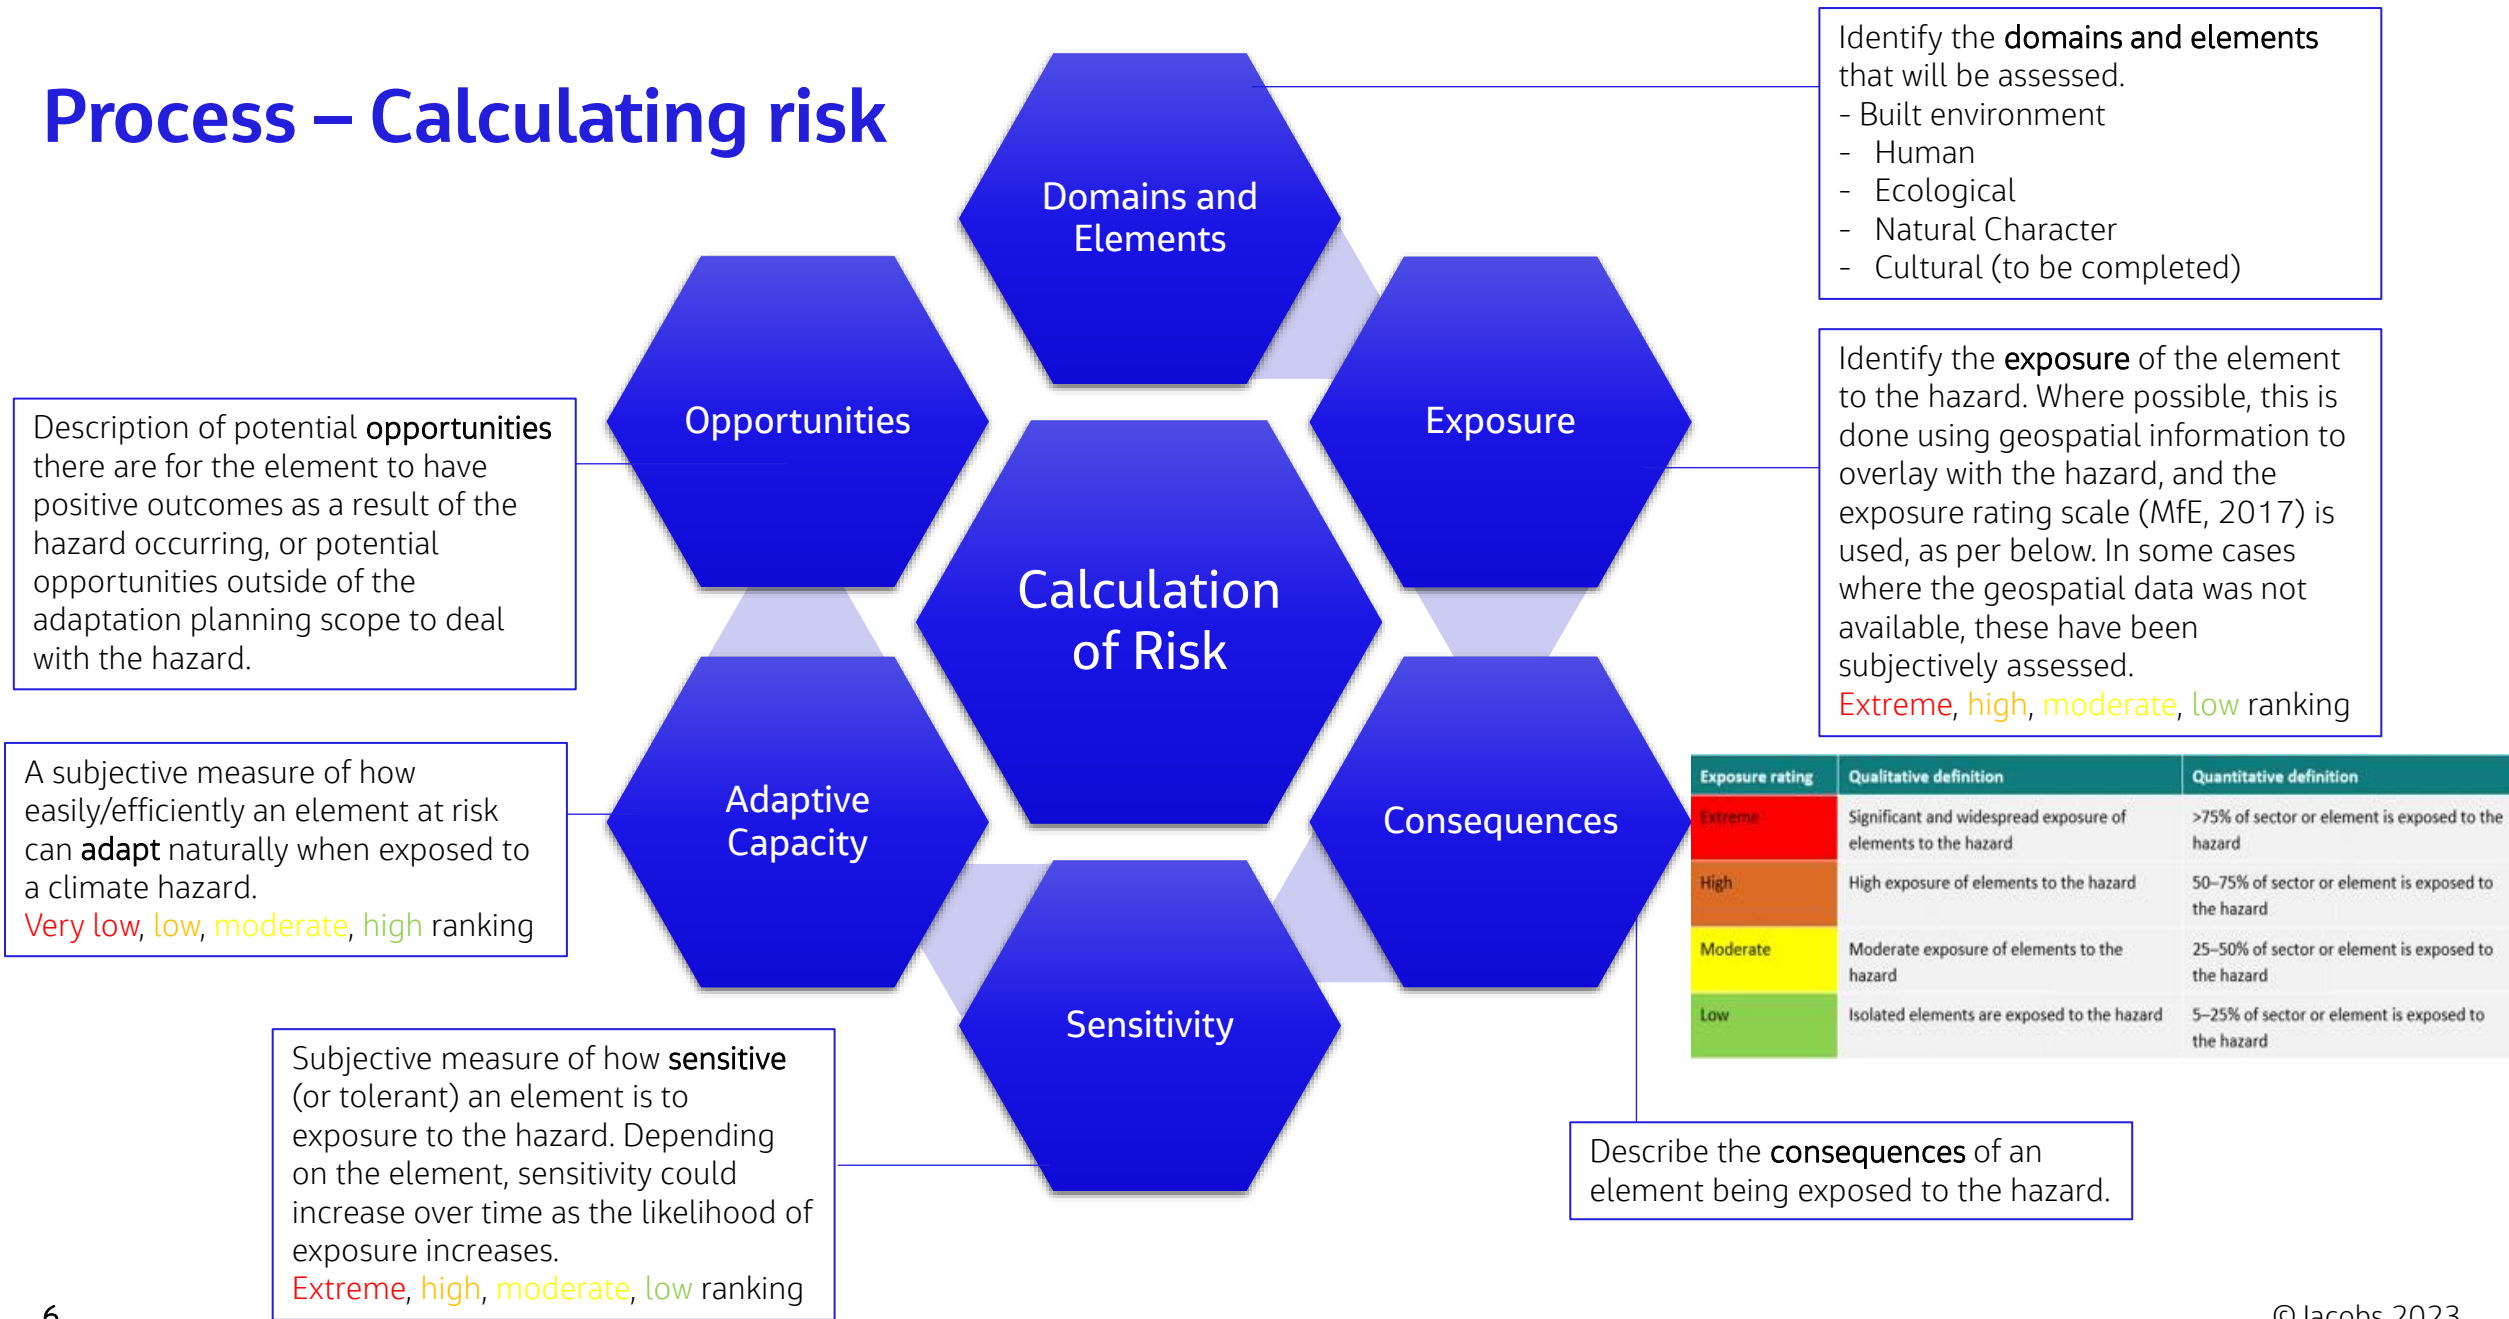 Process – Calculating risk
Domains and
Elements
Exposure
Consequences
Sensitivity
Adaptive
Capacity
Opportunities
Calculation
of Risk
Identify the domains and elements
that will be assessed.
- Built environment
- Human
- Ecological
- Natural Character
- Cultural (to be completed)
Identify the exposure of the element
to the hazard. Where possible, this is
done using geospatial information to
overlay with the hazard, and the
exposure rating scale (MfE, 2017) is
used, as per below. In some cases
where the geospatial data was not
available, these have been
subjectively assessed.
Extreme, high, moderate, low ranking
Exposure rating Qualitative definition Quantitative definition
Extreme Significant and widespread exposure of >75% of sector or element is exposed to the
elements to the hazard hazard
High High exposure of elements to the hazard 50–75% of sector or element is exposed to
the hazard
Moderate Moderate exposure of elements to the 25–50% of sector or element is exposed to
hazard the hazard
Low Isolated elements are exposed to the hazard 5–25% of sector or element is exposed to
the hazard
Describe the consequences of an
element being exposed to the hazard.
Subjective measure of how sensitive
(or tolerant) an element is to
exposure to the hazard. Depending
on the element, sensitivity could
increase over time as the likelihood of
exposure increases.
Extreme, high, moderate, low ranking
A subjective measure of how
easily/efficiently an element at risk
can adapt naturally when exposed to
a climate hazard.
Very low, low, moderate, high ranking
Description of potential opportunities
there are for the element to have
positive outcomes as a result of the
hazard occurring, or potential
opportunities outside of the
adaptation planning scope to deal
with the hazard.
6
© Jacobs 2023